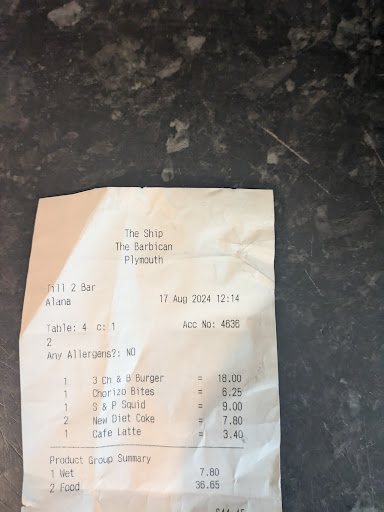 The Ship
The Barbican
Plymouth
Till 2 Bar
Alana 17 Aug 2024 12:14
Table: 4 c: 1 Acc No: 4636
2
Any Allergens?: NO
1 3 Ch & B Burger = 18.00
1 Chorizo Bites = 6.25
1 S & P Squid = 9.00
2 New Diet Coke = 7.80
1 Cafe Latte = 3.40
Product Group Summary
1 Wet 7.80
2 Food 36.65